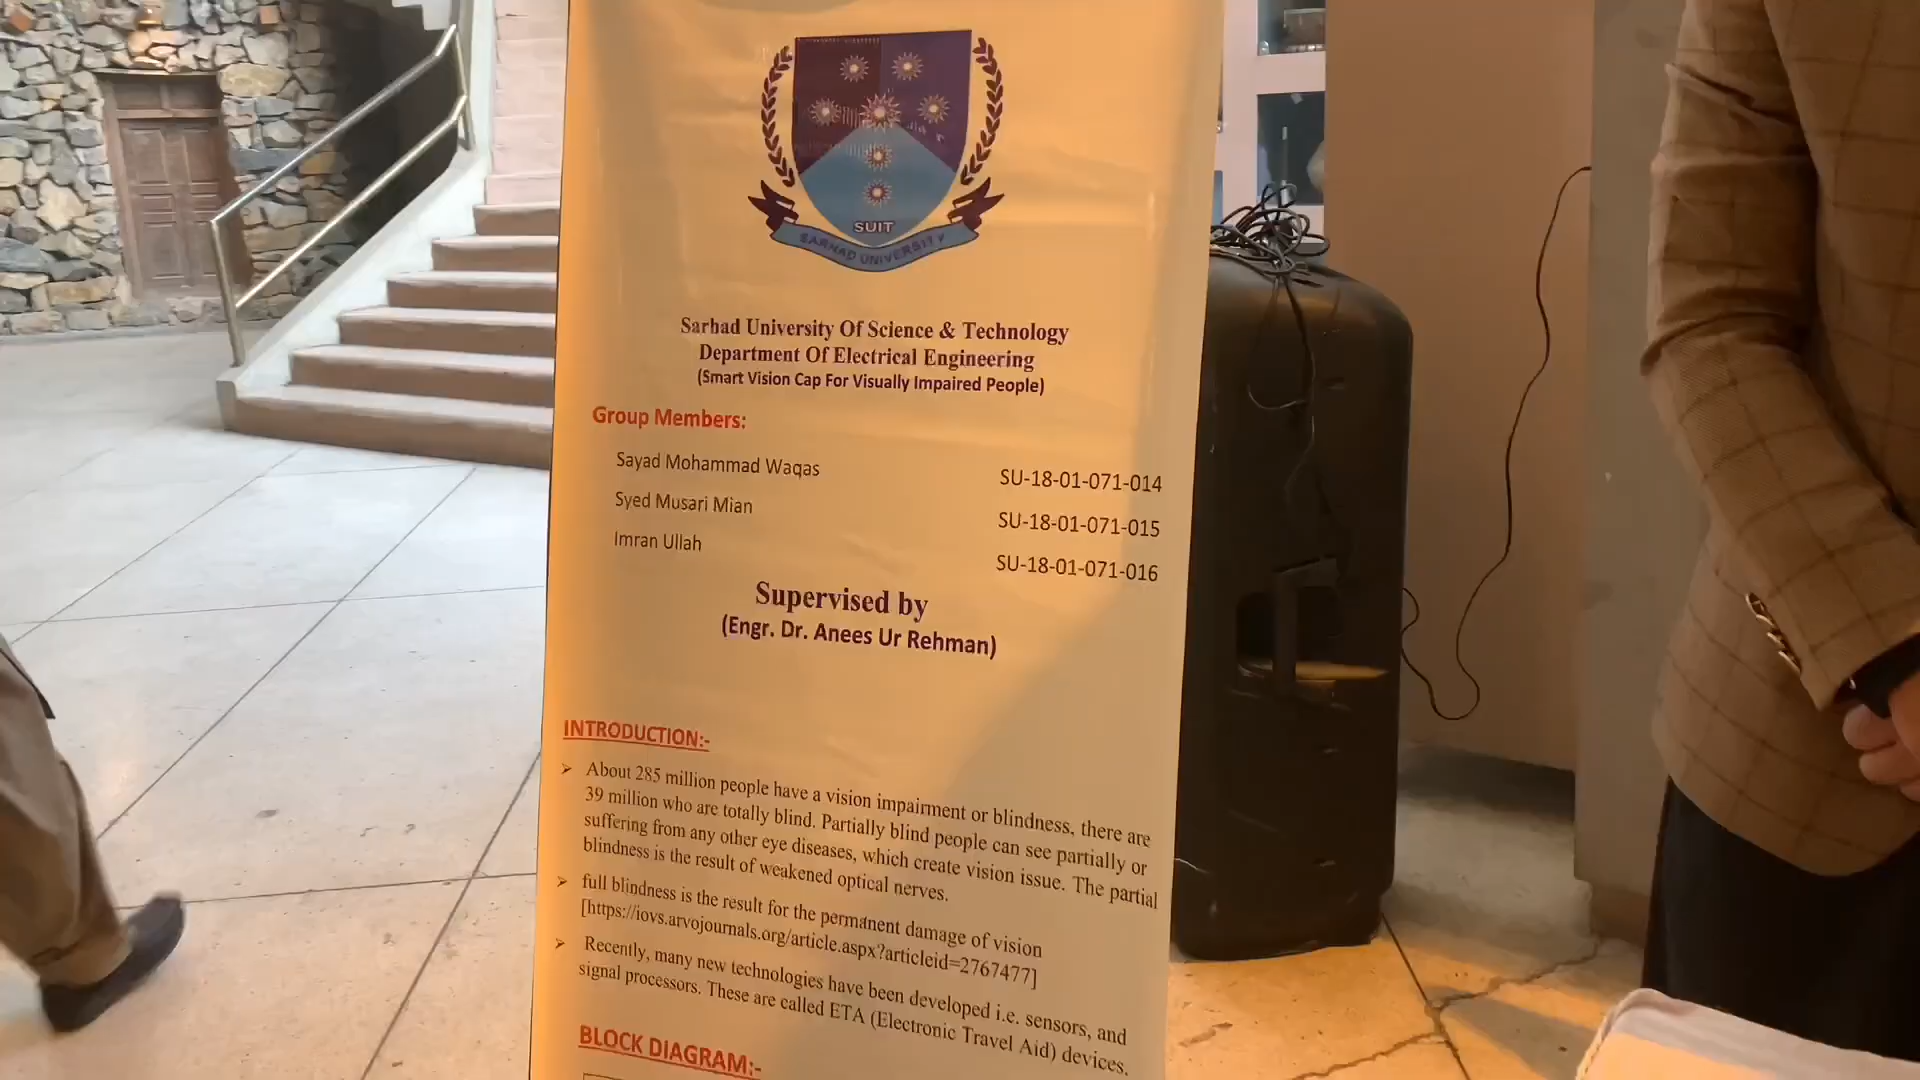 SUIT
SARHAD UNIVERSITY
Sarhad University Of Science & Technology
Department Of Electrical Engineering
(Smart Vision Cap For Visually Impaired People)
Group Members:
Sayad Mohammad Waqas SU-18-01-071-014
Syed Musari Mian SU-18-01-071-015
Imran Ullah SU-18-01-071-016
Supervised by
(Engr. Dr. Anees Ur Rehman)
INTRODUCTION:-
➢ About 285 million people have a vision impairment or blindness, there are
39 million who are totally blind. Partially blind people can see partially or
suffering from any other eye diseases, which create vision issue. The partial
blindness is the result of weakened optical nerves.
➢ full blindness is the result for the permanent damage of vision
[https://iovs.arvojournals.org/article.aspx?articleid=2767477]
➢ Recently, many new technologies have been developed i.e. sensors, and
signal processors. These are called ETA (Electronic Travel Aid) devices.
BLOCK DIAGRAM:-